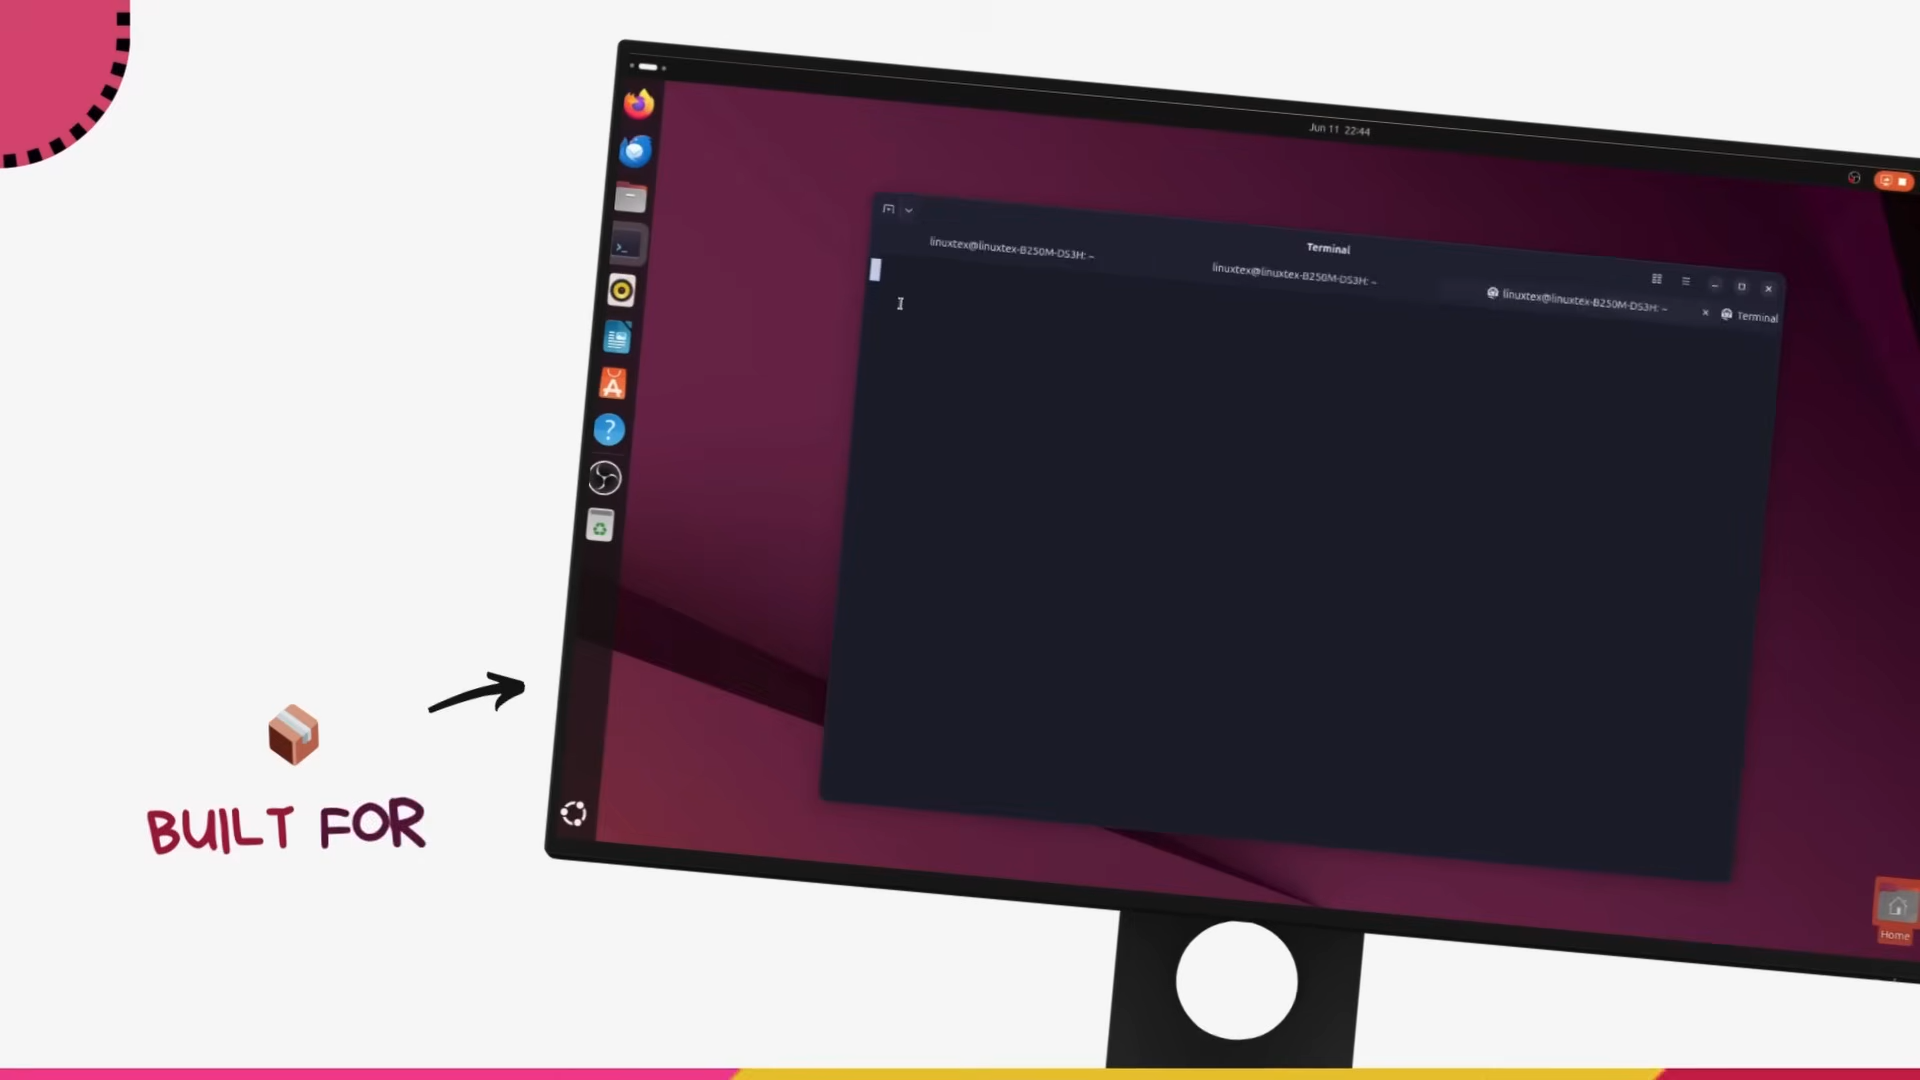 Jun 11 22:44
Terminal
linuxtex@linuxtex-B250M-DS3H: ~
linuxtex@linuxtex-B250M-DS3H: ~
linuxtex@linuxtex-B250M-DS3H: ~
Terminal
BUILT FOR
Home